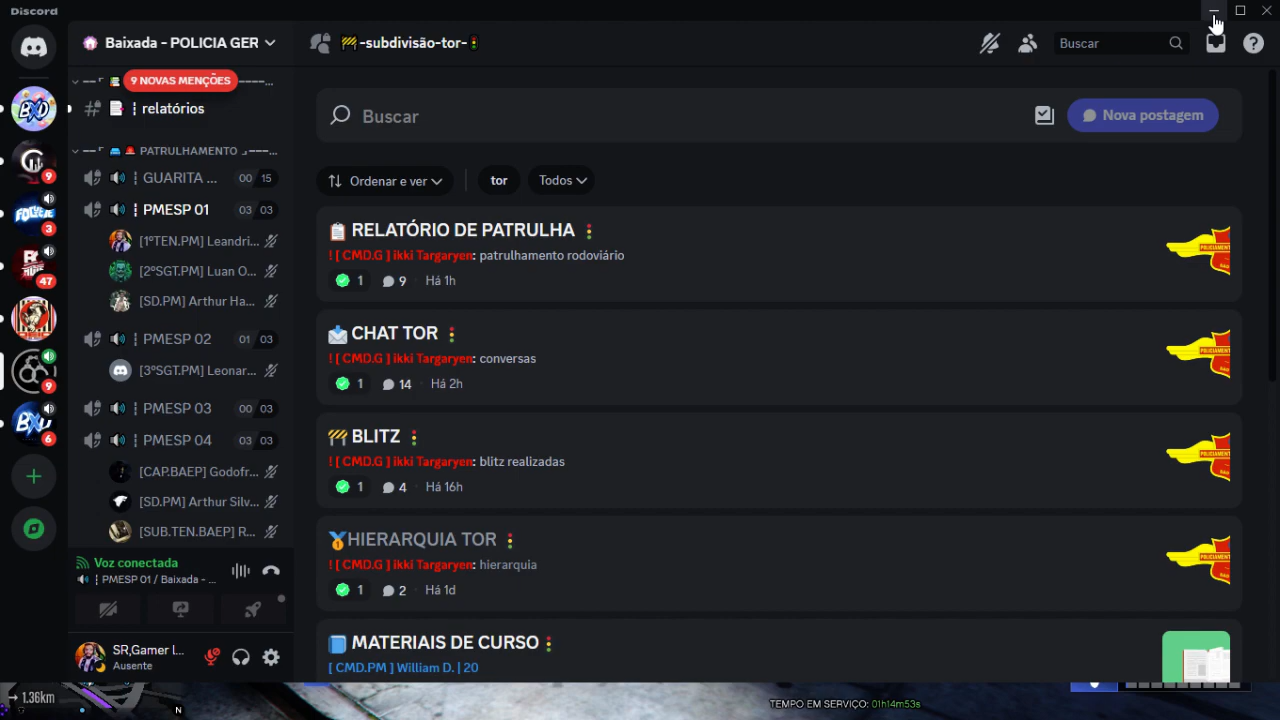 Discord
Baixada - POLICIA GER
9 NOVAS MENÇÕES
relatórios
PATRULHAMENTO
GUARITA ... 00 15
PMESP 01 03 03
[1ºTEN.PM] Leandri...
[2ºSGT.PM] Luan O...
[SD.PM] Arthur Ha...
PMESP 02 01 03
[3ºSGT.PM] Leonar...
PMESP 03 00 03
PMESP 04 03 03
[CAP.BAEP] Godofr...
[SD.PM] Arthur Silv...
[SUB.TEN.BAEP] R...
Voz conectada
PMESP 01 / Baixada - ...
SR,Gamer l...
Ausente
-subdivisão-tor-
Buscar
Buscar
Nova postagem
Ordenar e ver
tor
Todos
RELATÓRIO DE PATRULHA
! [ CMD.G ] ikki Targaryen: patrulhamento rodoviário
1 9 Há 1h
CHAT TOR
! [ CMD.G ] ikki Targaryen: conversas
1 14 Há 2h
BLITZ
! [ CMD.G ] ikki Targaryen: blitz realizadas
1 4 Há 16h
HIERARQUIA TOR
! [ CMD.G ] ikki Targaryen: hierarquia
1 2 Há 1d
MATERIAIS DE CURSO
[ CMD.PM ] William D. | 20
BXD
9
3
47
9
6
1.36km
N
TEMPO EM SERVIÇO: 01h14m53s